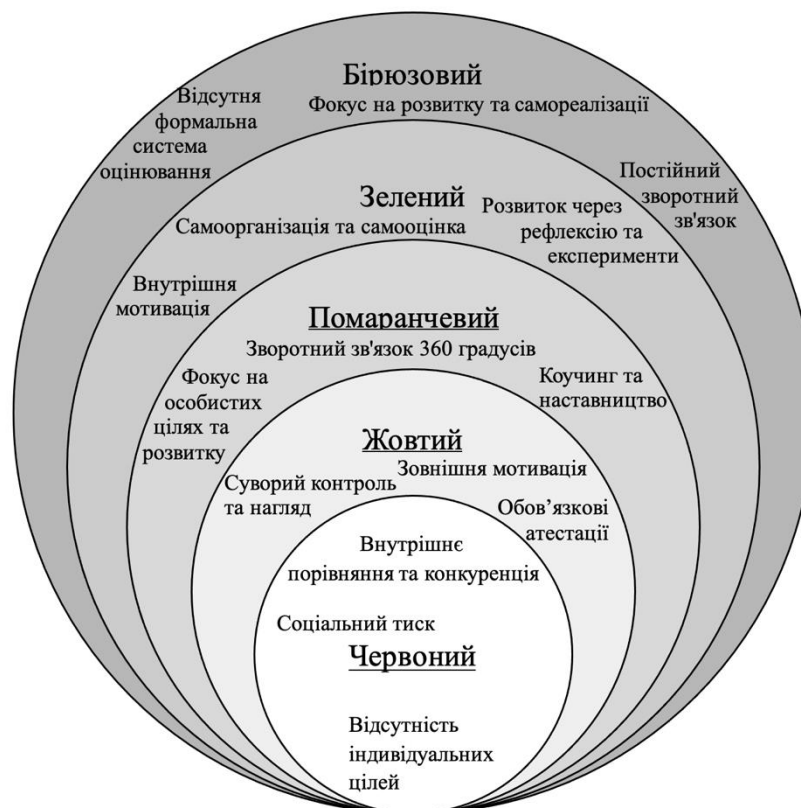 Бірюзовий
Фокус на розвитку та самореалізації
Відсутня
формальна
система
оцінювання
Постійний
зворотний
зв'язок
Зелений
Самоорганізація та самооцінка
Розвиток через
рефлексію та
експерименти
Внутрішня
мотивація
Помаранчевий
Зворотний зв'язок 360 градусів
Фокус на
особистих
цілях та
розвитку
Коучинг та
наставництво
Жовтий
Зовнішня мотивація
Суворий контроль
та нагляд
Обов’язкові
атестації
Внутрішнє
порівняння та конкуренція
Соціальний тиск
Червоний
Відсутність
індивідуальних
цілей